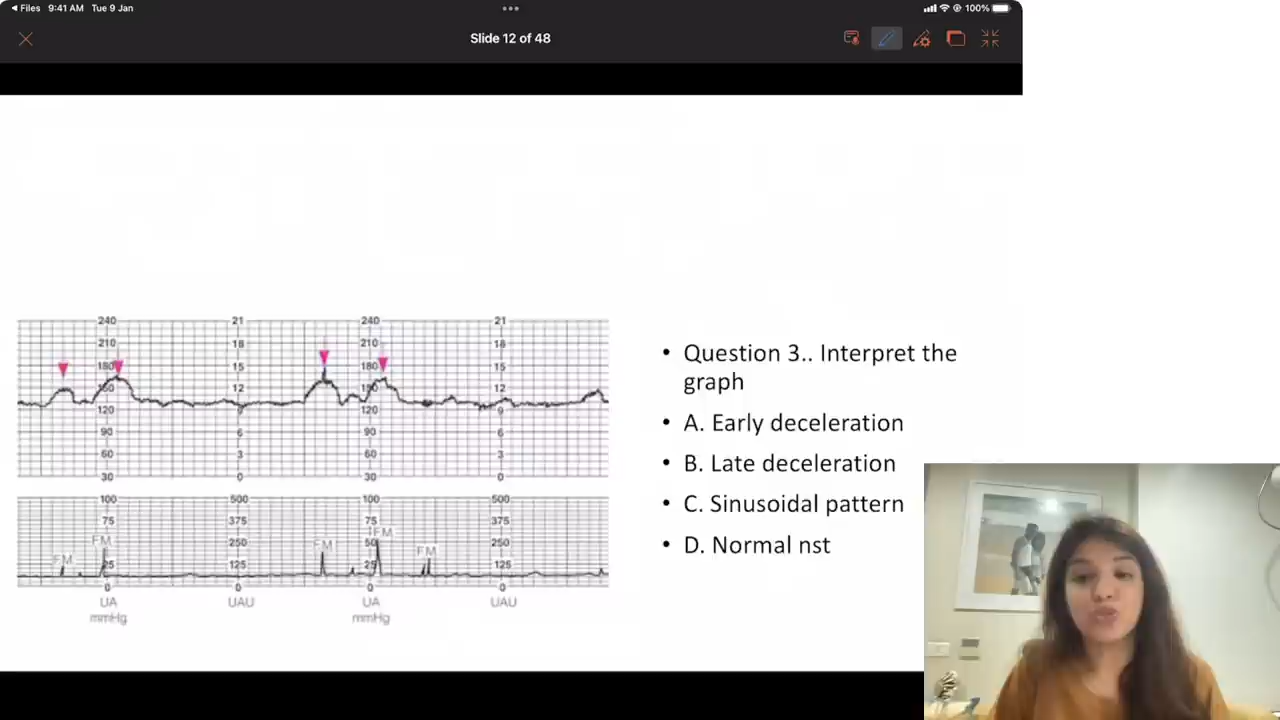 Files 9:41 AM Tue 9 Jan
100%
Slide 12 of 48
240 21 240 21
210 18 210 18
180 15 180 15
150 12 150 12
120 9 120 9
90 6 90 6
60 3 60 3
30 0 30 0
100 500 100 500
75 375 75 375
FM 250 FM FM FM 250
FM 25 125 25 125
0 0 0 0
UA UAU UA UAU
mmHg mmHg
• Question 3.. Interpret the
graph
• A. Early deceleration
• B. Late deceleration
• C. Sinusoidal pattern
• D. Normal nst